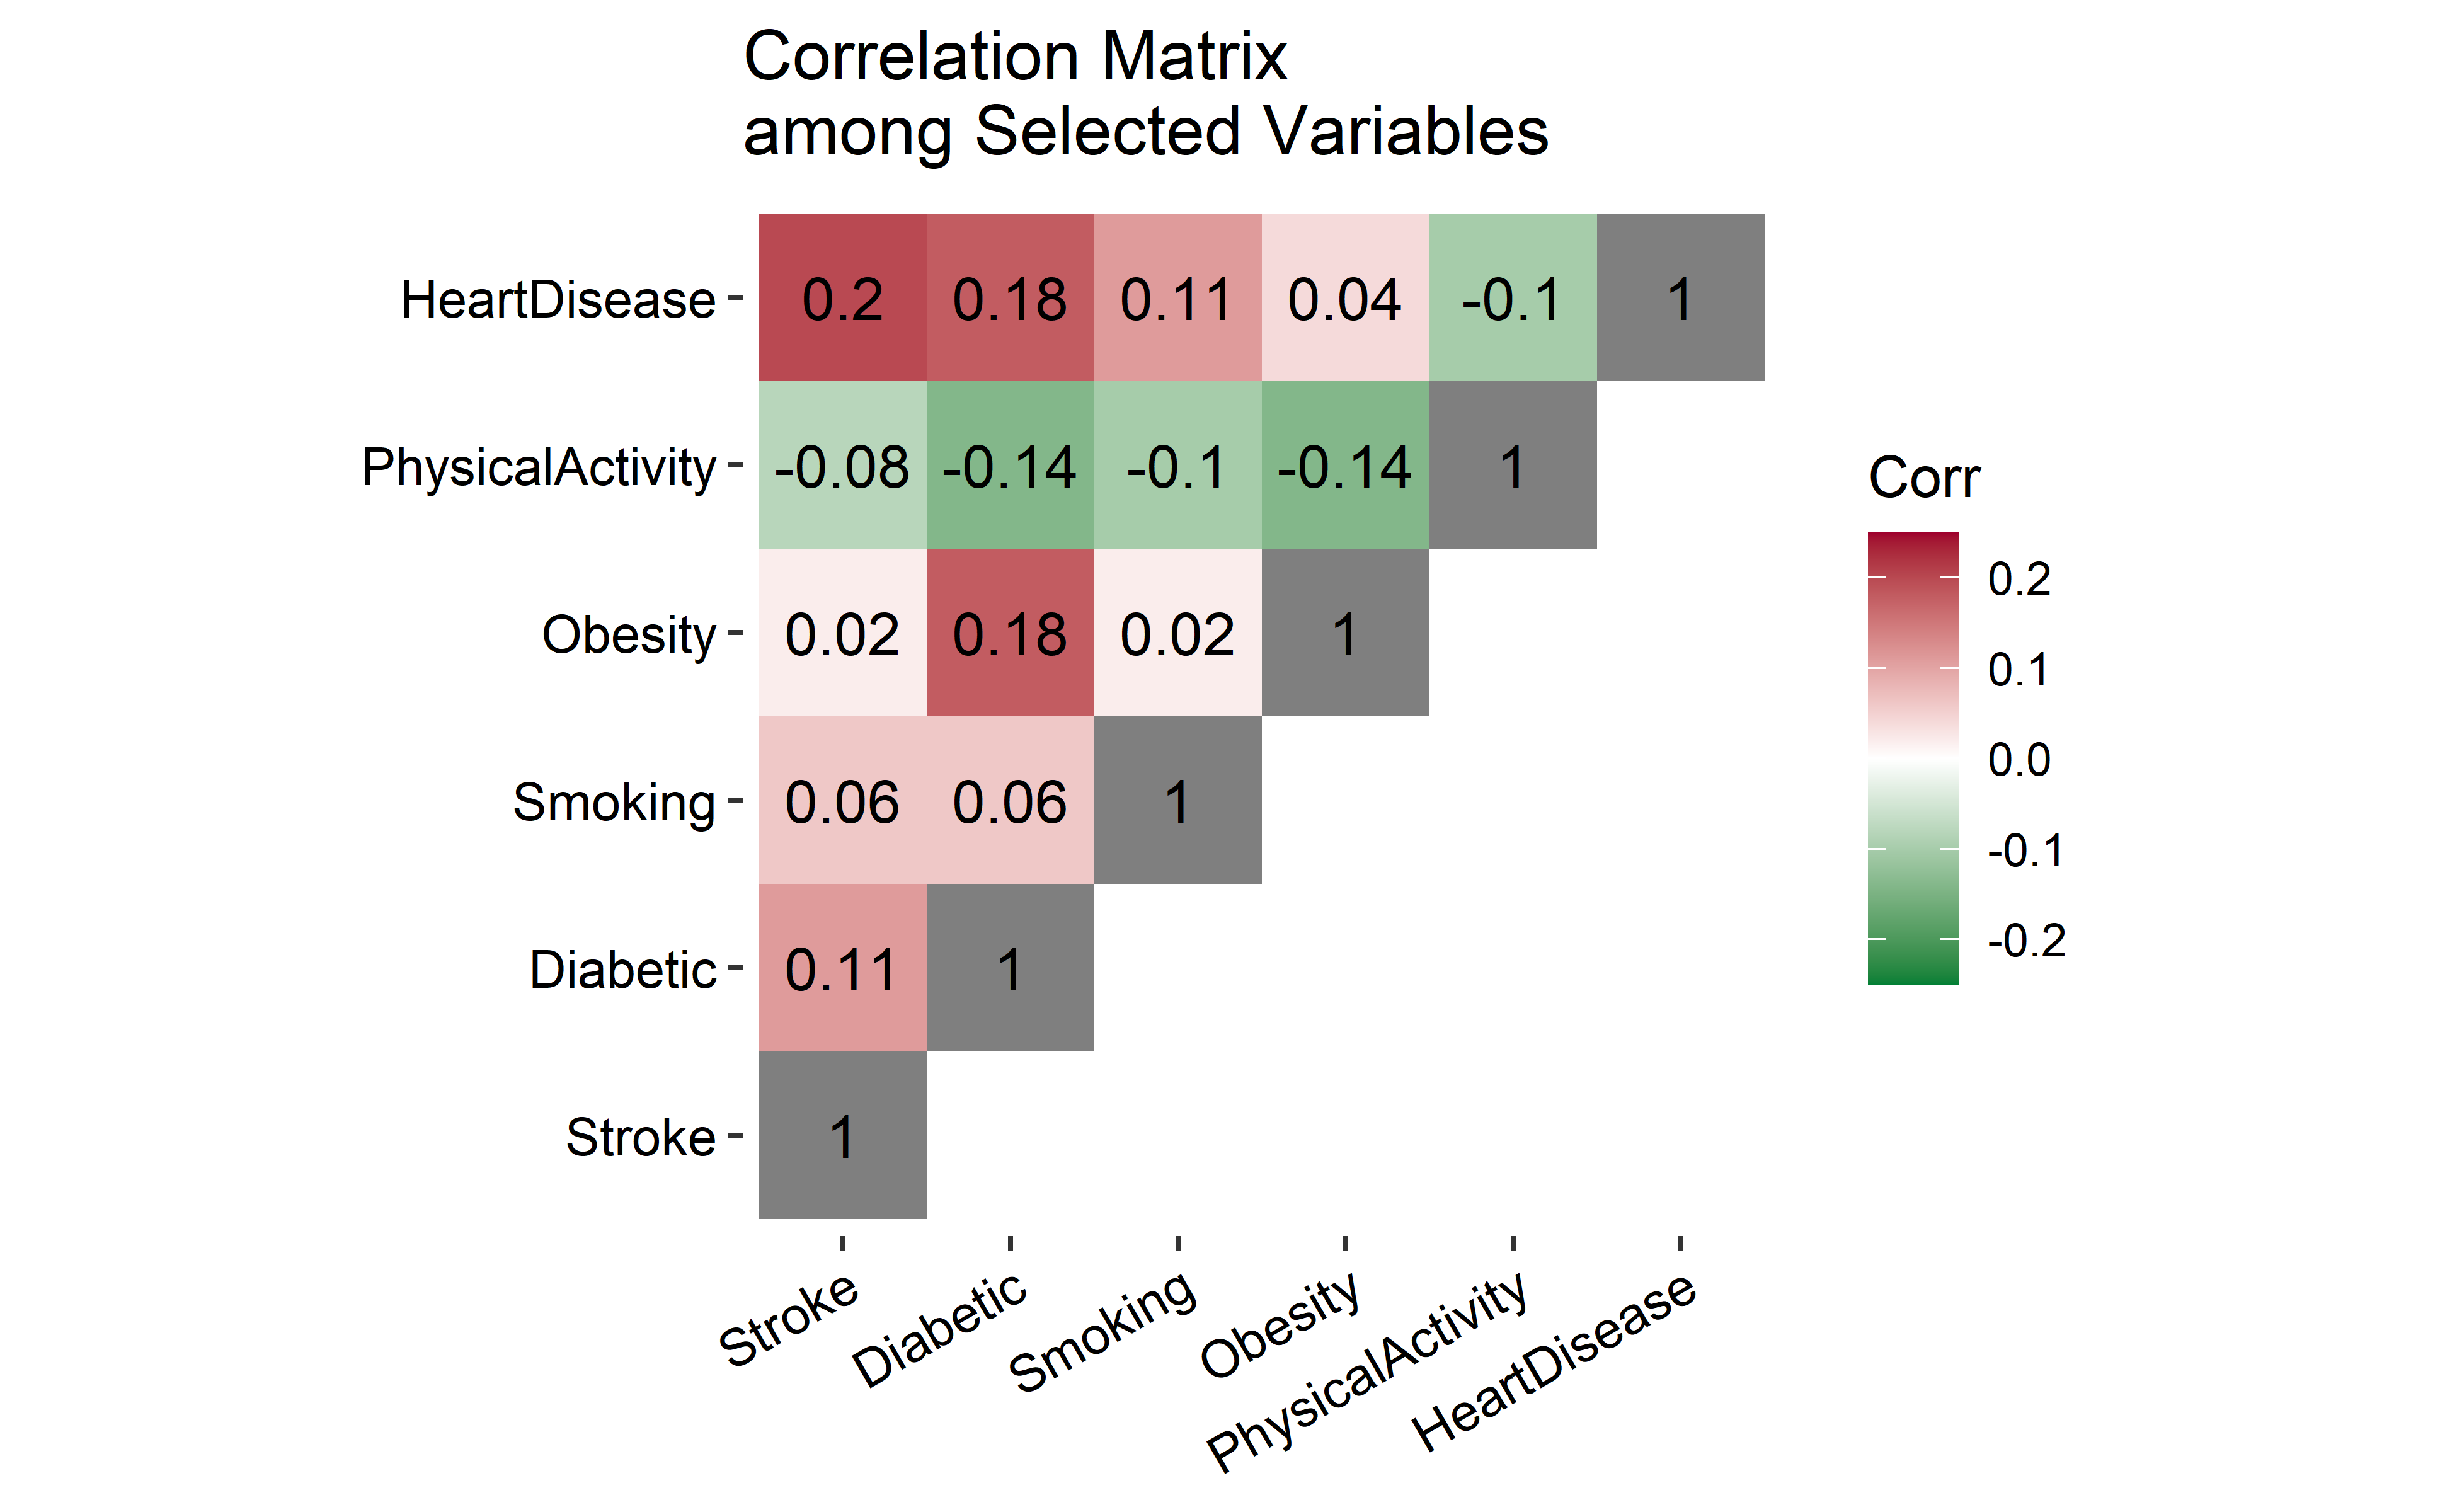 Correlation Matrix
among Selected Variables
HeartDisease 0.2 0.18 0.11 0.04 -0.1 1
PhysicalActivity -0.08 -0.14 -0.1 -0.14 1
Obesity 0.02 0.18 0.02 1
Smoking 0.06 0.06 1
Diabetic 0.11 1
Stroke 1
Stroke Diabetic Smoking Obesity PhysicalActivity HeartDisease
Corr
0.2
0.1
0.0
-0.1
-0.2